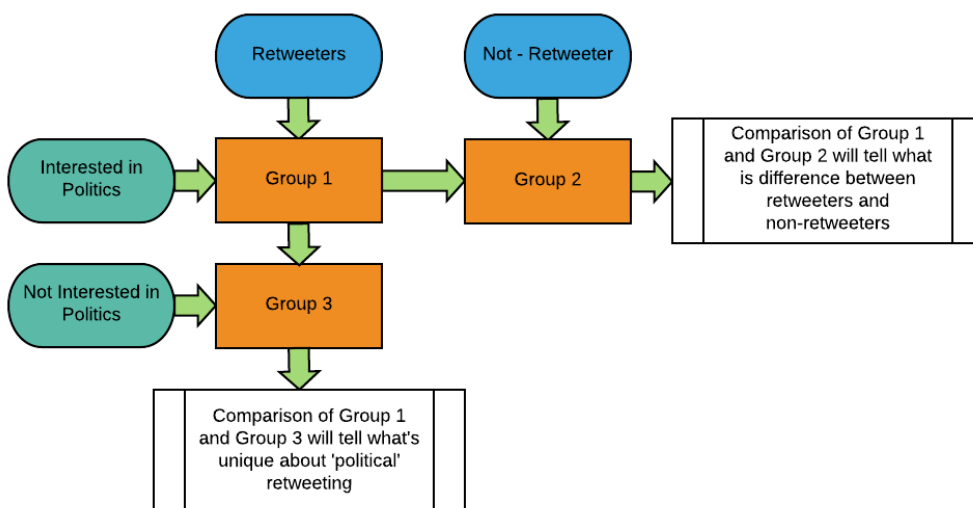 Retweeters
Not - Retweeter
Interested in
Politics
Group 1
Group 2
Comparison of Group 1
and Group 2 will tell what
is difference between
retweeters and
non-retweeters
Not Interested in
Politics
Group 3
Comparison of Group 1
and Group 3 will tell what's
unique about 'political'
retweeting